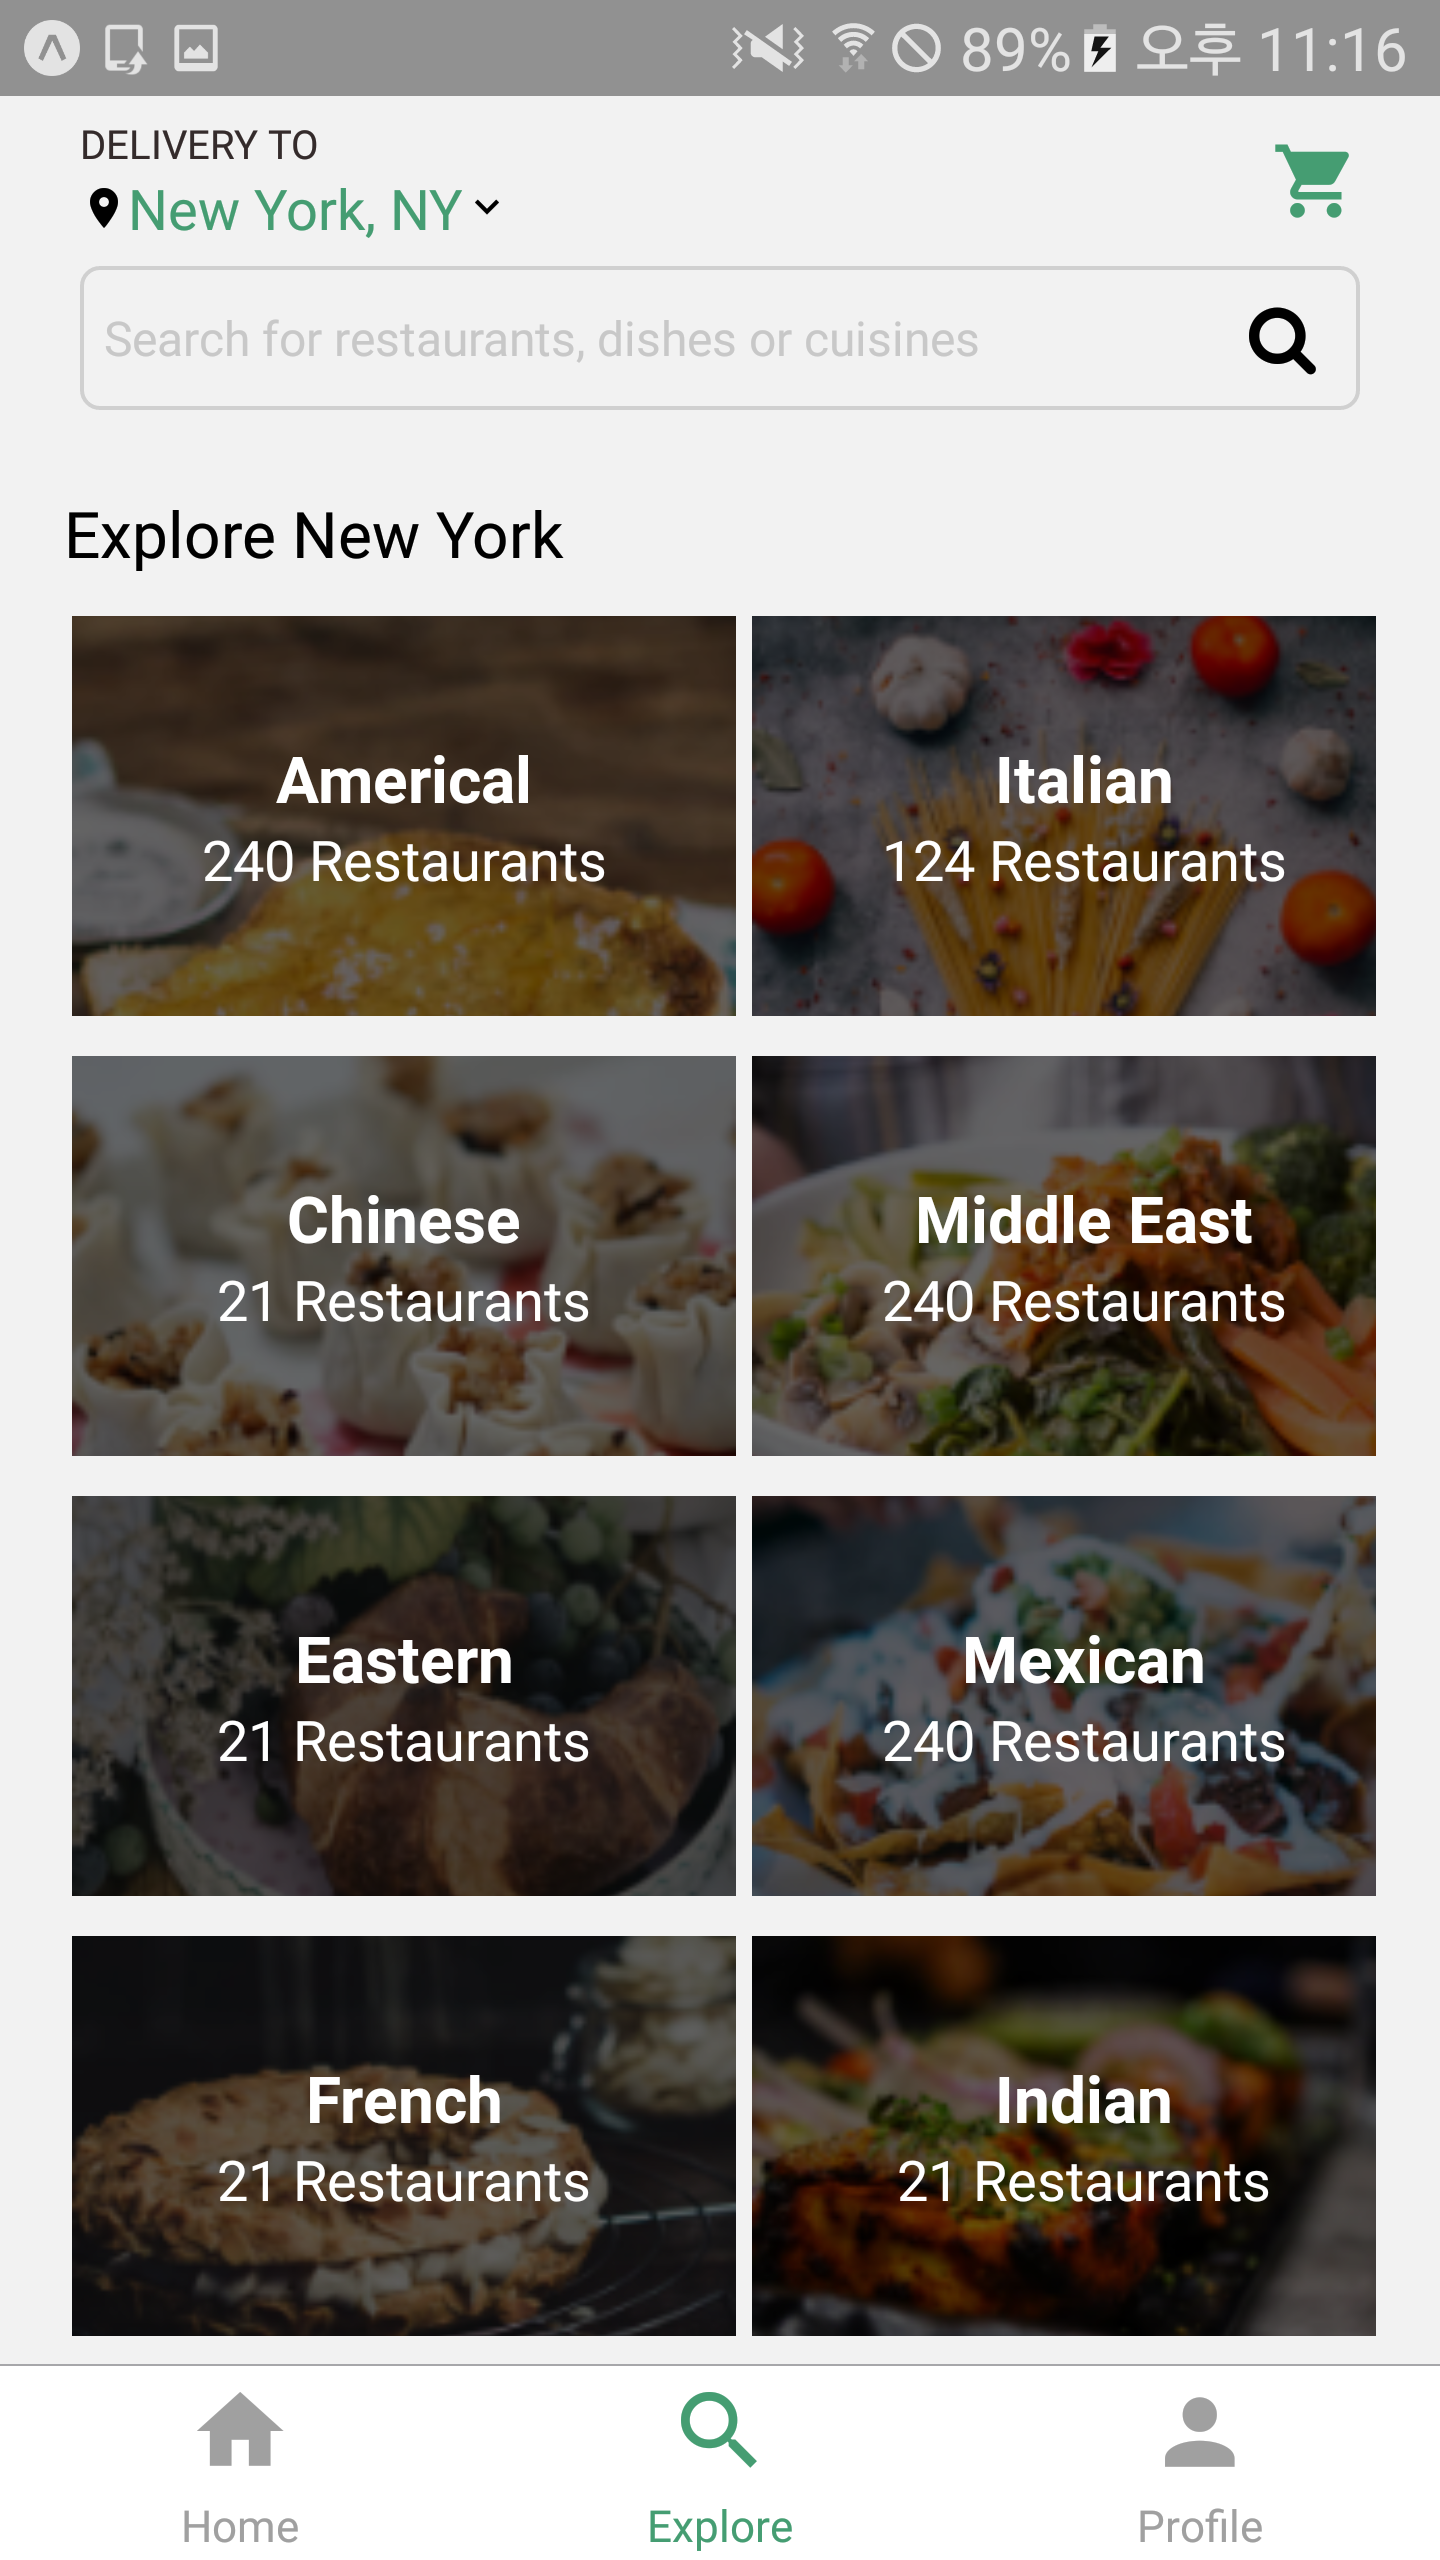 89% 오후 11:16
DELIVERY TO
New York, NY
Search for restaurants, dishes or cuisines
Explore New York
Americal
240 Restaurants
Italian
124 Restaurants
Chinese
21 Restaurants
Middle East
240 Restaurants
Eastern
21 Restaurants
Mexican
240 Restaurants
French
21 Restaurants
Indian
21 Restaurants
Home
Explore
Profile